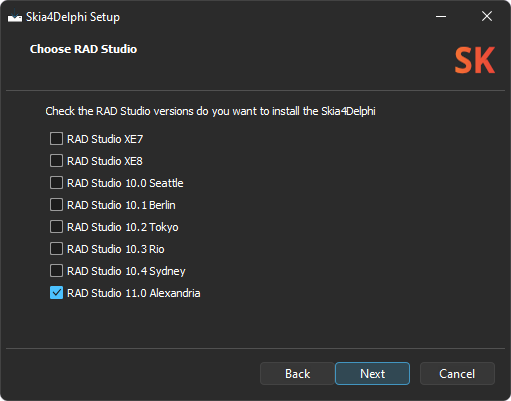 Skia4Delphi Setup
Choose RAD Studio
SK
Check the RAD Studio versions do you want to install the Skia4Delphi
RAD Studio XE7
RAD Studio XE8
RAD Studio 10.0 Seattle
RAD Studio 10.1 Berlin
RAD Studio 10.2 Tokyo
RAD Studio 10.3 Rio
RAD Studio 10.4 Sydney
RAD Studio 11.0 Alexandria
Back Next Cancel